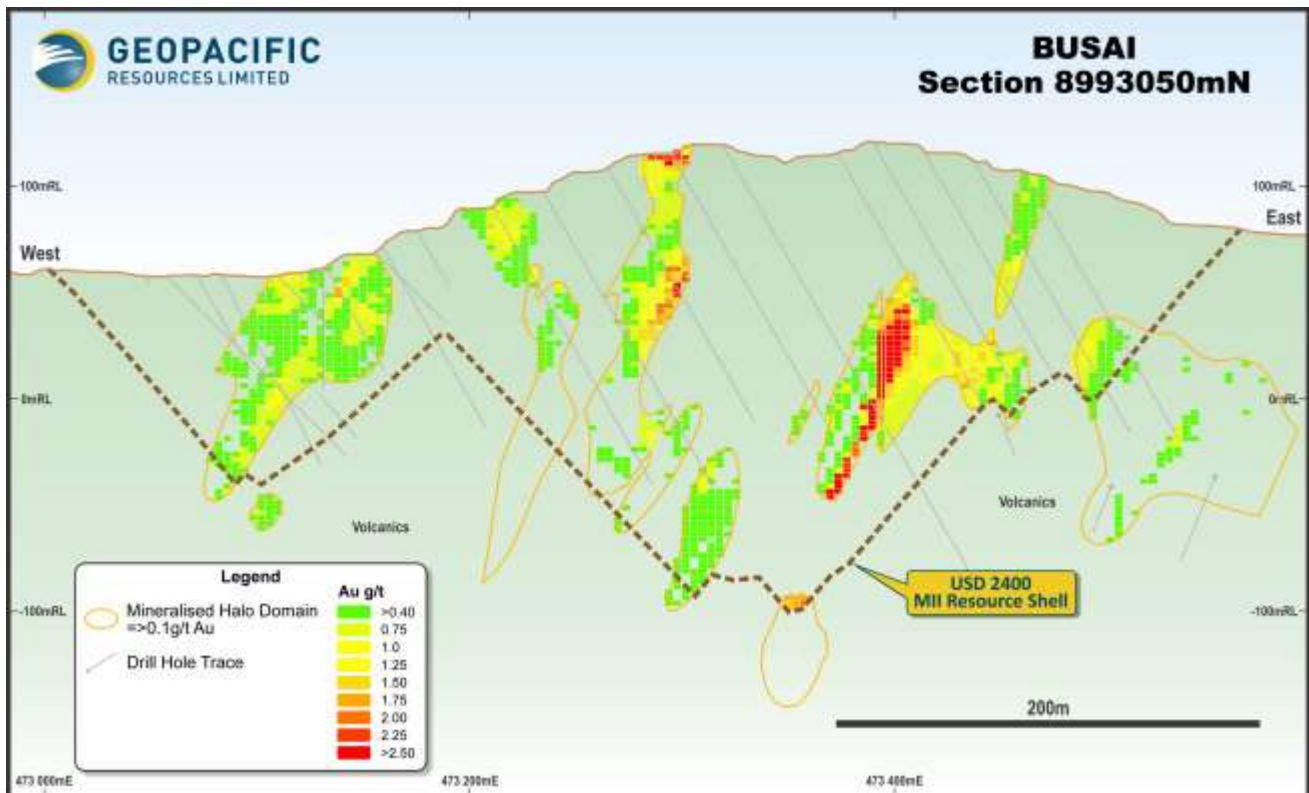 GEOPACIFIC
RESOURCES LIMITED
BUSAI
Section 8993050mN
100mRL
100mRL
West
East
0mRL
0mRL
Volcanics
Volcanics
USD 2400
MII Resource Shell
-100mRL
-100mRL
Legend
Mineralised Halo Domain
=>0.1g/t Au
Drill Hole Trace
Au g/t
>0.40
0.75
1.0
1.25
1.50
1.75
2.00
2.25
>2.50
200m
473 000mE
473 200mE
473 400mE